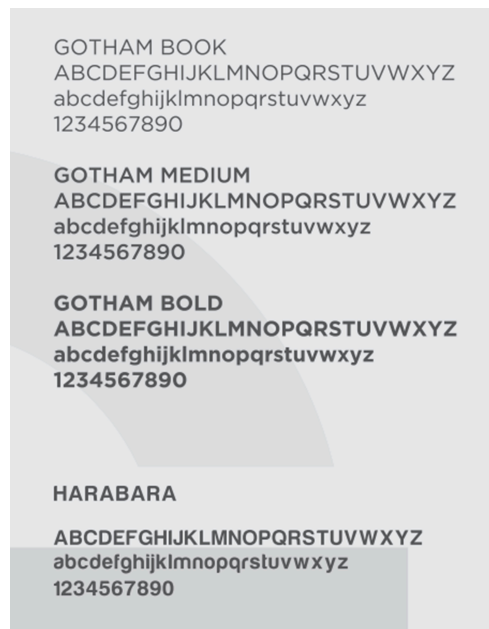 GOTHAM BOOK
ABCDEFGHIJKLMNOPQRSTUVWXYZ
abcdefghijklmnopqrstuvwxyz
1234567890
GOTHAM MEDIUM
ABCDEFGHIJKLMNOPQRSTUVWXYZ
abcdefghijklmnopqrstuvwxyz
1234567890
GOTHAM BOLD
ABCDEFGHIJKLMNOPQRSTUVWXYZ
abcdefghijklmnopqrstuvwxyz
1234567890
HARABARA
ABCDEFGHIJKLMNOPQRSTUVWXYZ
abcdefghijklmnopqrstuvwxyz
1234567890